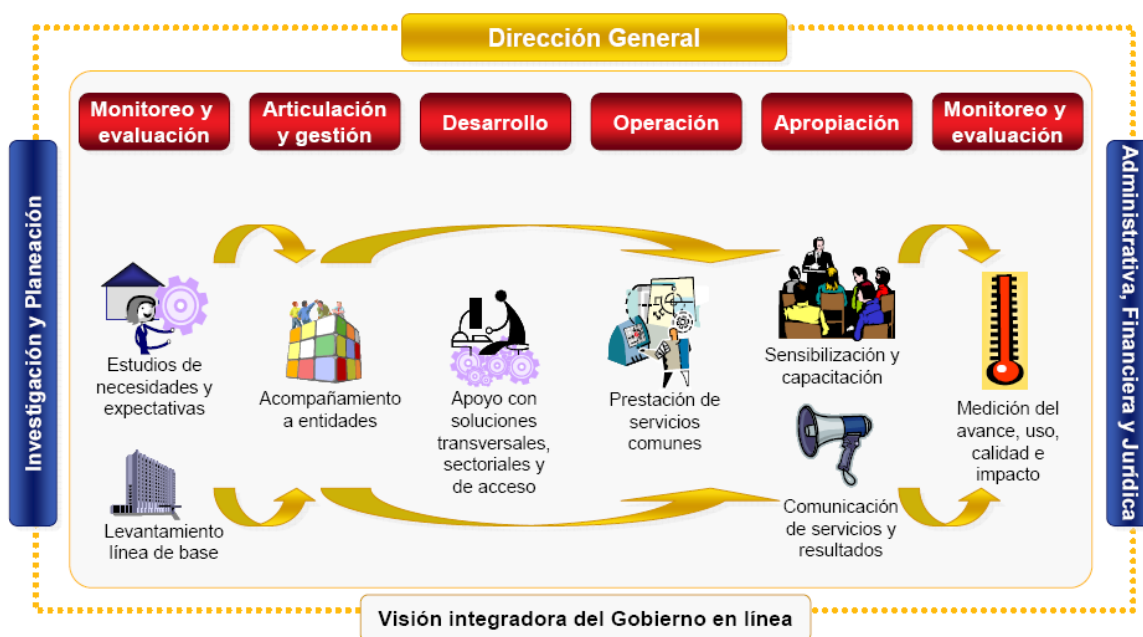 Dirección General
Monitoreo y
evaluación
Articulación
y gestión
Desarrollo
Operación
Apropiación
Monitoreo y
evaluación
Investigación y Planeación
Administrativa, Financiera y Jurídica
Estudios de
necesidades y
expectativas
Levantamiento
línea de base
Acompañamiento
a entidades
Apoyo con
soluciones
transversales,
sectoriales y
de acceso
Prestación de
servicios
comunes
Sensibilización y
capacitación
Comunicación
de servicios y
resultados
Medición del
avance, uso,
calidad e
impacto
Visión integradora del Gobierno en línea